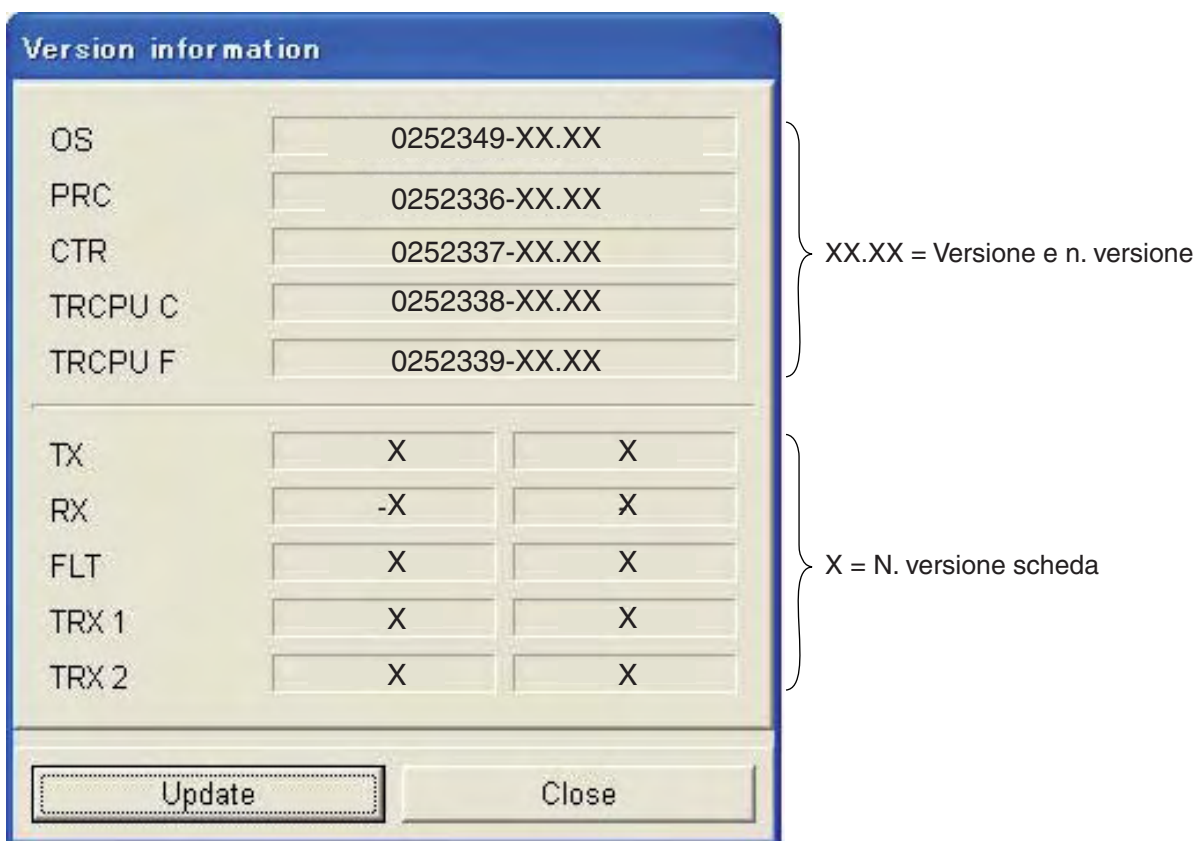 Version information
OS 0252349-XX.XX
PRC 0252336-XX.XX
CTR 0252337-XX.XX
TRCPU C 0252338-XX.XX
TRCPU F 0252339-XX.XX
XX.XX = Versione e n. versione
TX X X
RX -X -X
FLT X X
TRX 1 X X
TRX 2 X X
X = N. versione scheda
Update Close